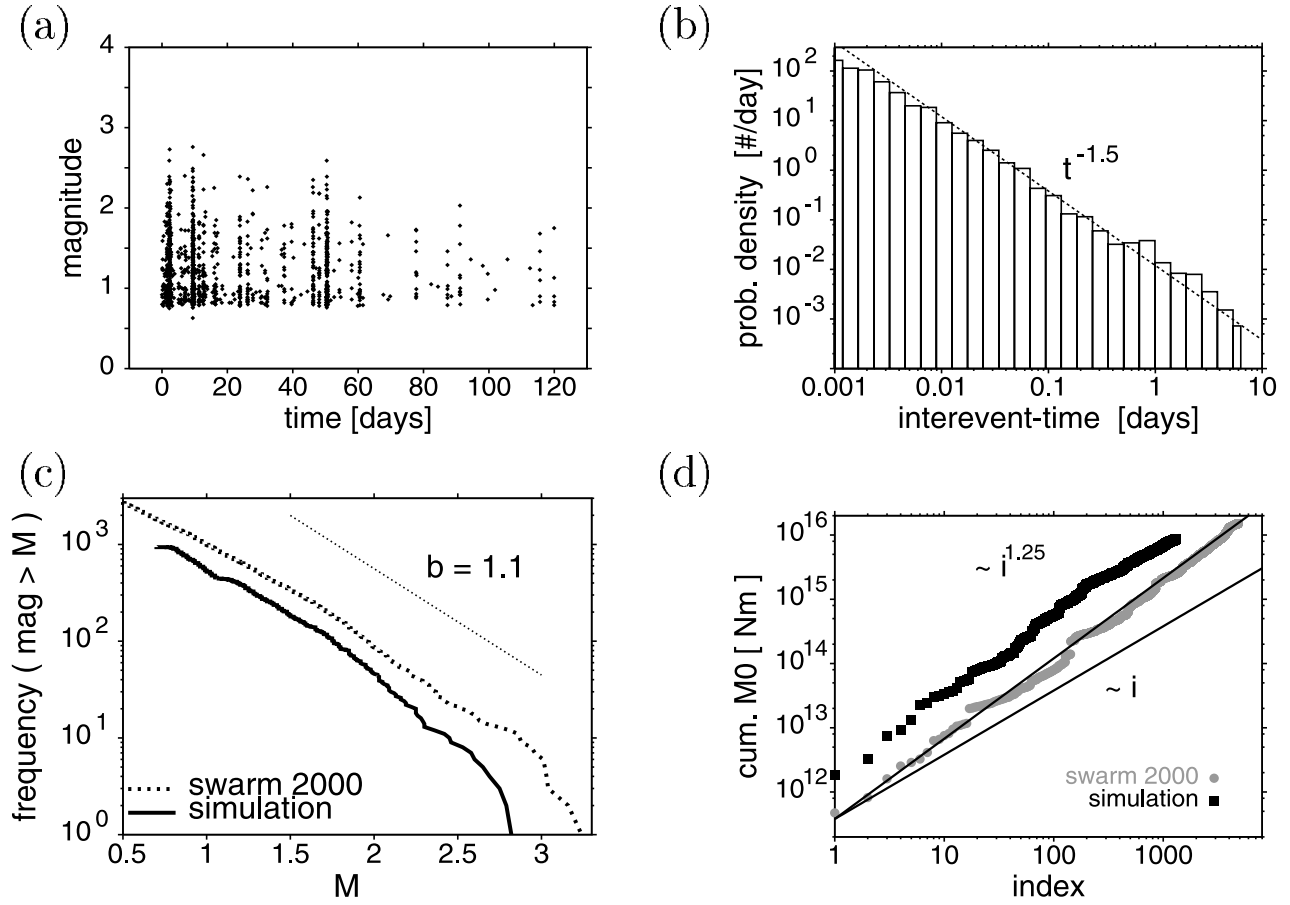 (a)
4
3
2
1
0
magnitude
0 20 40 60 80 100 120
time [days]
(b)
10^2
10^1
10^0
10^-1
10^-2
10^-3
prob. density [#/day]
t^-1.5
0.001 0.1 1 10
interevent-time [days]
(c)
10^3
10^2
10^1
10^0
frequency ( mag > M )
b = 1.1
swarm 2000
simulation
0.5 1 1.5 2 2.5 3
M
(d)
10^16
10^15
10^14
10^13
10^12
cum. M0 [ Nm ]
~ i^1.25
~ i
swarm 2000
simulation
1 10 100 1000
index